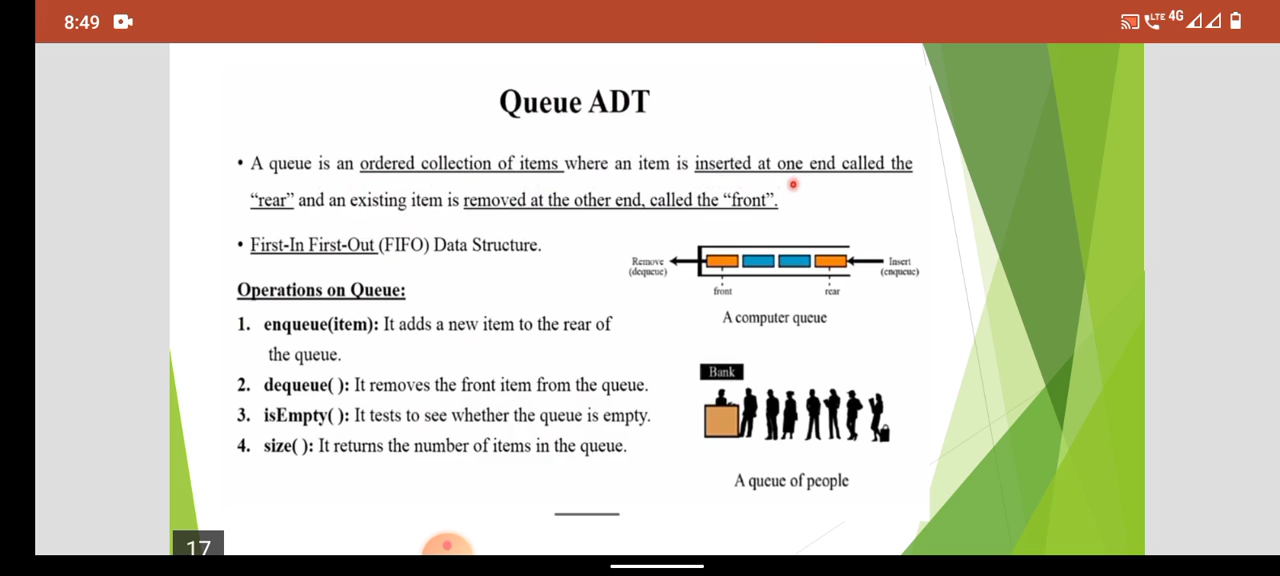 8:49
LTE 4G
Queue ADT
• A queue is an ordered collection of items where an item is inserted at one end called the
“rear” and an existing item is removed at the other end, called the “front”.
• First-In First-Out (FIFO) Data Structure.
Remove
(dequeue)
Insert
(enqueue)
front
rear
A computer queue
Operations on Queue:
1. enqueue(item): It adds a new item to the rear of
the queue.
2. dequeue( ): It removes the front item from the queue.
3. isEmpty( ): It tests to see whether the queue is empty.
4. size( ): It returns the number of items in the queue.
Bank
A queue of people
17